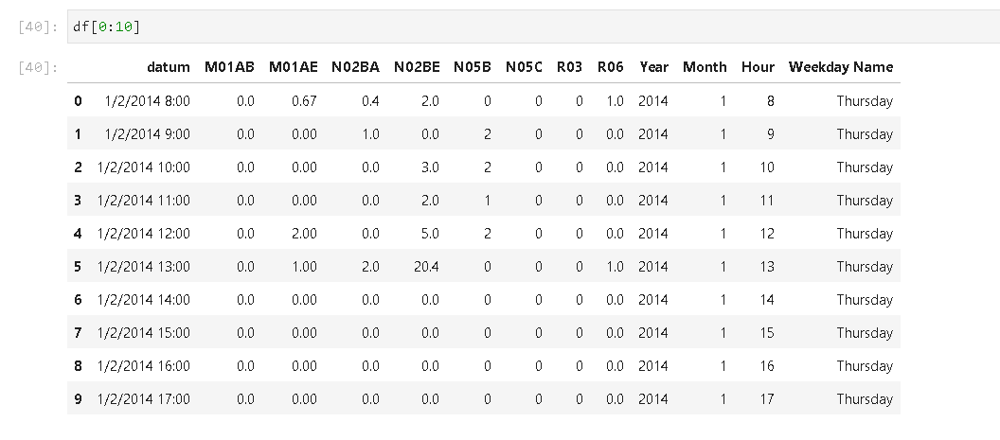 [40]: df[0:10]
[40]: datum M01AB M01AE N02BA N02BE N05B N05C R03 R06 Year Month Hour Weekday Name
0 1/2/2014 8:00 0.0 0.67 0.4 2.0 0 0 0 1.0 2014 1 8 Thursday
1 1/2/2014 9:00 0.0 0.00 1.0 0.0 2 0 0 0.0 2014 1 9 Thursday
2 1/2/2014 10:00 0.0 0.00 0.0 3.0 2 0 0 0.0 2014 1 10 Thursday
3 1/2/2014 11:00 0.0 0.00 0.0 2.0 1 0 0 0.0 2014 1 11 Thursday
4 1/2/2014 12:00 0.0 2.00 0.0 5.0 2 0 0 0.0 2014 1 12 Thursday
5 1/2/2014 13:00 0.0 1.00 2.0 20.4 0 0 0 1.0 2014 1 13 Thursday
6 1/2/2014 14:00 0.0 0.00 0.0 0.0 0 0 0 0.0 2014 1 14 Thursday
7 1/2/2014 15:00 0.0 0.00 0.0 0.0 0 0 0 0.0 2014 1 15 Thursday
8 1/2/2014 16:00 0.0 0.00 0.0 0.0 0 0 0 0.0 2014 1 16 Thursday
9 1/2/2014 17:00 0.0 0.00 0.0 0.0 0 0 0 0.0 2014 1 17 Thursday